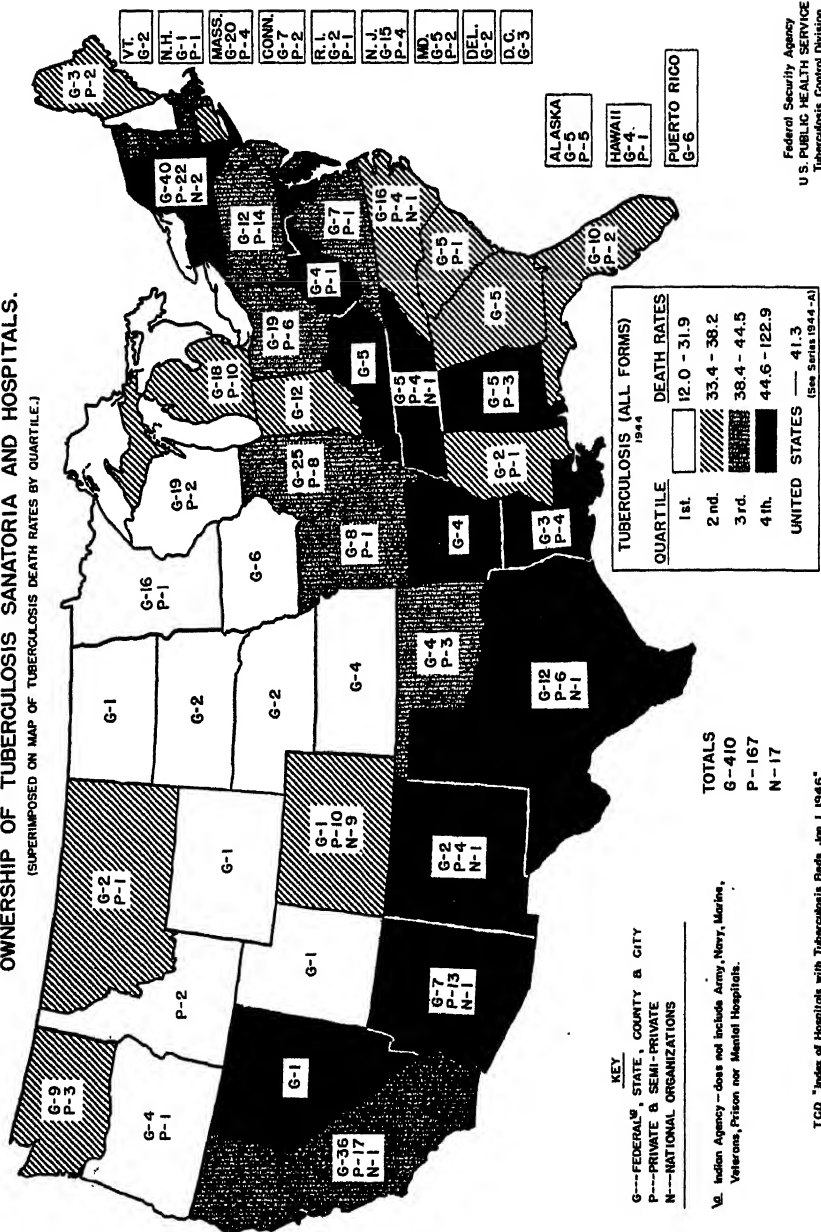 OWNERSHIP OF TUBERCULOSIS SANATORIA AND HOSPITALS.
(SUPERIMPOSED ON MAP OF TUBERCULOSIS DEATH RATES BY QUARTILE.)
G-9
P-3
G-4
P-1
G-36
P-17
N-1
G-1
P-2
G-2
P-1
G-1
G-1
G-7
P-13
N-1
G-1
P-10
N-9
G-2
P-4
N-1
G-1
G-2
G-2
G-4
G-4
P-3
G-12
P-6
N-1
G-16
P-1
G-6
G-8
P-1
G-4
G-3
P-4
G-19
P-2
G-25
P-8
G-18
P-10
G-12
G-19
P-6
G-5
G-5
P-4
N-1
G-2
P-1
G-5
P-3
G-5
G-10
P-2
G-5
P-1
G-16
P-4
N-1
G-7
P-1
G-4
P-1
G-12
P-14
G-40
P-22
N-2
G-3
P-2
VT.
G-2
N.H.
G-1
P-1
MASS.
G-20
P-4
CONN.
G-7
P-2
R.I.
G-2
P-1
N.J.
G-15
P-4
MD.
G-5
P-2
DEL.
G-2
D.C.
G-3
ALASKA
G-5
P-5
HAWAII
G-4.
P-1
PUERTO RICO
G-6
KEY
G---FEDERAL, STATE, COUNTY & CITY
P---PRIVATE & SEMI-PRIVATE
N---NATIONAL ORGANIZATIONS
Indian Agency-does not include Army, Navy, Marine,
Veterans, Prison nor Mental Hospitals.
TOTALS
G-410
P-167
N-17
TUBERCULOSIS (ALL FORMS)
1944
QUARTILE DEATH RATES
1st. 12.0-31.9
2nd. 33.4-38.2
3rd. 38.4-44.5
4th. 44.6-122.9
UNITED STATES — 41.3
(See Series 1944-A)
Federal Security Agency
U S. PUBLIC HEALTH SERVICE
Tuberculosis Control Division
T C D "Index of Hospitals with Tuberculosis Beds, Jan 1, 1946"